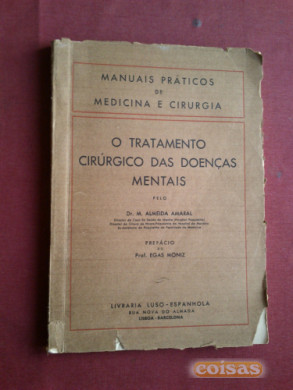 MANUAIS PRÁTICOS
DE
MEDICINA E CIRURGIA
O TRATAMENTO
CIRÚRGICO DAS DOENÇAS
MENTAIS
PELO
Dr. M. ALMEIDA AMARAL
PREFÁCIO
DE
Prof. EGAS MONIZ
LIVRARIA LUSO-ESPANHOLA
RUA NOVA DO ALMADA
LISBOA - BARCELONA
coisas